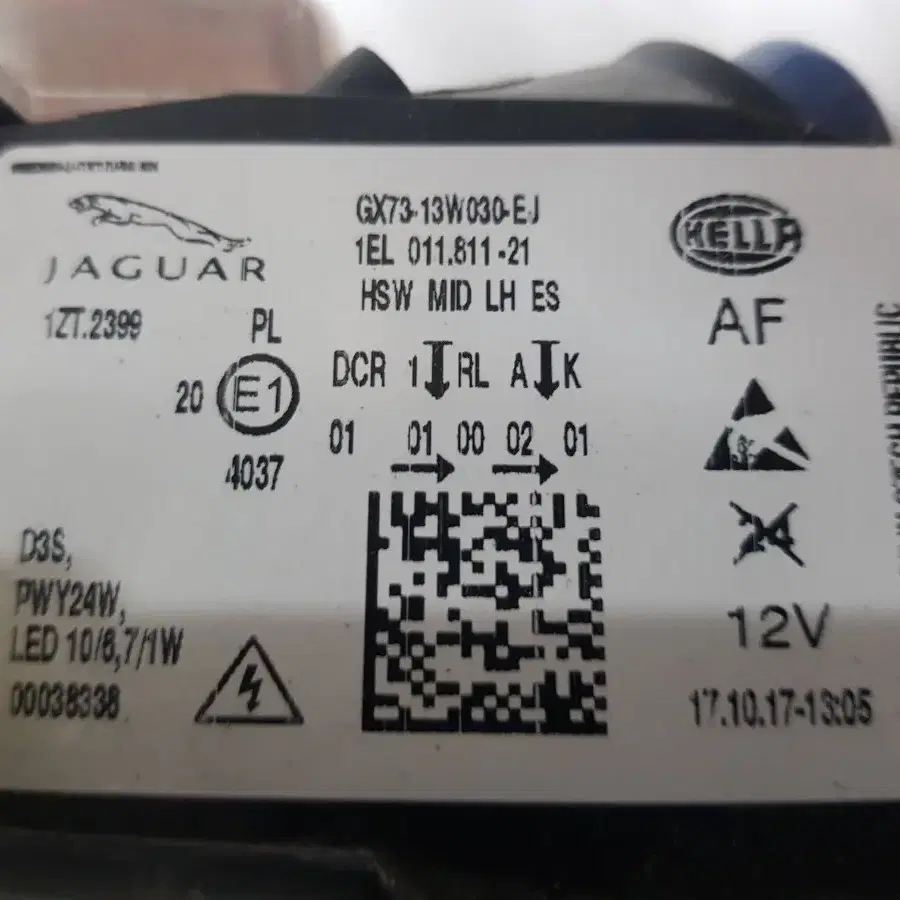 JAGUAR
GX73-13W030-EJ
1EL 011.811-21
HSW MID LH ES
HELLA
AF
1ZT.2399
PL
20 E1
4037
DCR 1 RL A K
01 01 00 02 01
24
12V
17.10.17-13:05
D3S,
PWY24W,
LED 10/6,7/1W
00038338